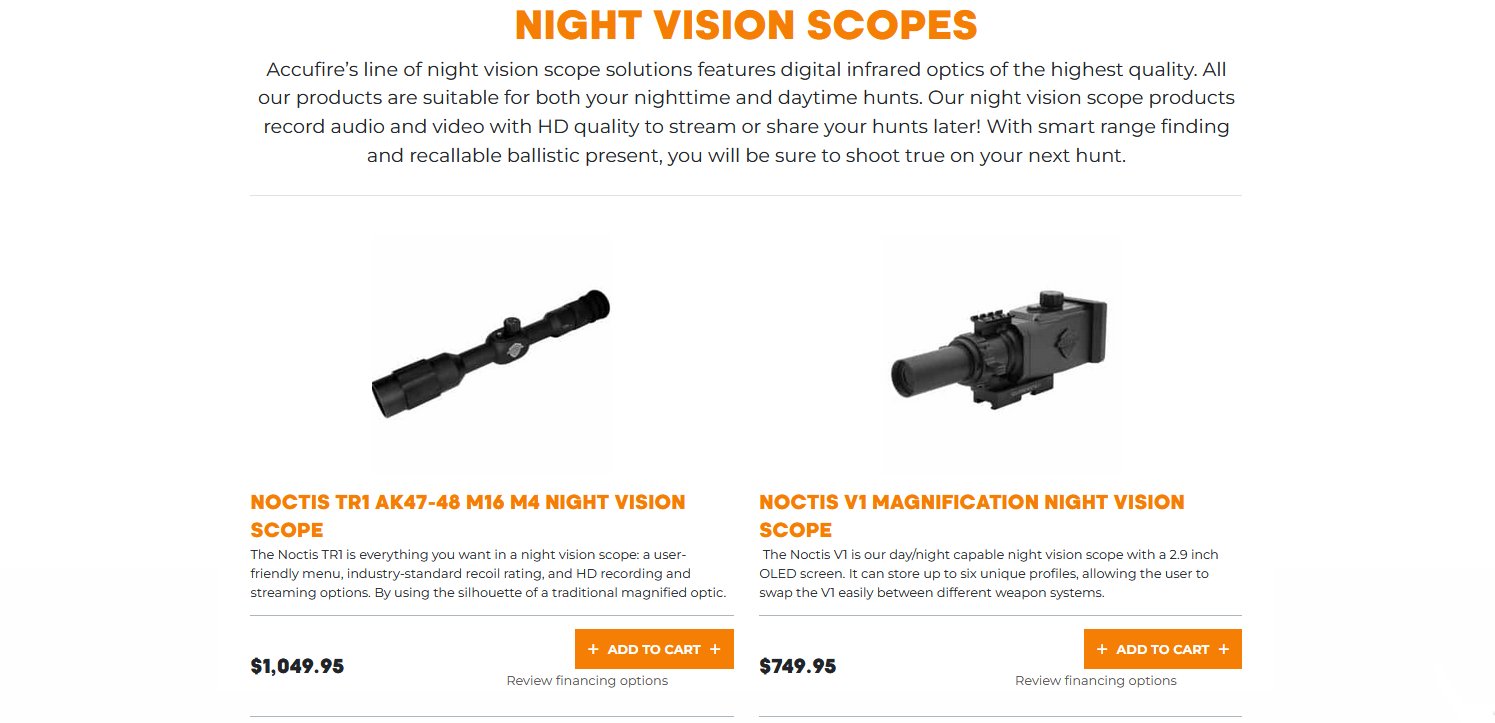 NIGHT VISION SCOPES
Accufire's line of night vision scope solutions features digital infrared optics of the highest quality. All
our products are suitable for both your nighttime and daytime hunts. Our night vision scope products
record audio and video with HD quality to stream or share your hunts later! With smart range finding
and recallable ballistic present, you will be sure to shoot true on your next hunt.
NOCTIS TR1 AK47-48 M16 M4 NIGHT VISION
SCOPE
The Noctis TR1 is everything you want in a night vision scope: a user-
friendly menu, industry-standard recoil rating, and HD recording and
streaming options. By using the silhouette of a traditional magnified optic.
$1,049.95
+ ADD TO CART +
Review financing options
NOCTIS V1 MAGNIFICATION NIGHT VISION
SCOPE
The Noctis V1 is our day/night capable night vision scope with a 2.9 inch
OLED screen. It can store up to six unique profiles, allowing the user to
swap the V1 easily between different weapon systems.
$749.95
+ ADD TO CART +
Review financing options